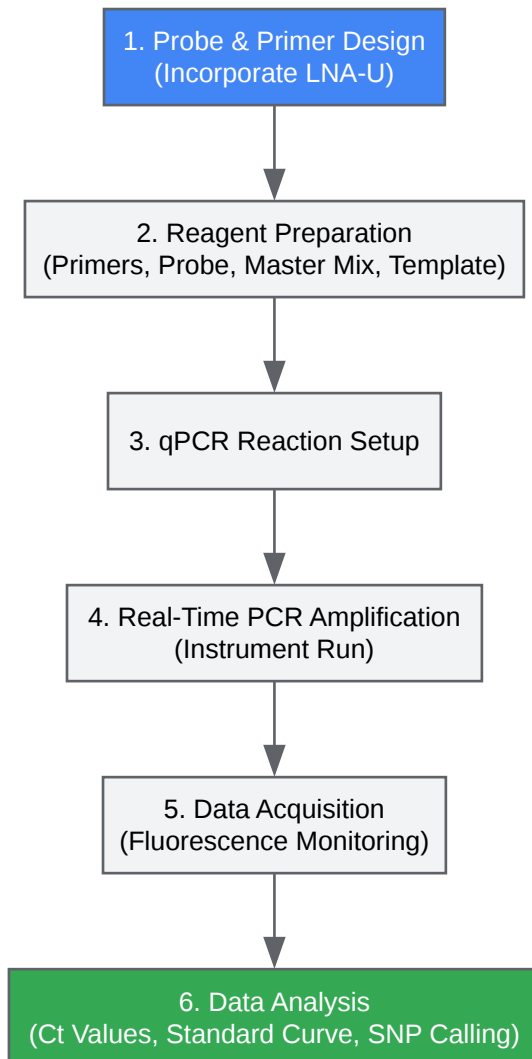 1. Probe & Primer Design
(Incorporate LNA-U)
2. Reagent Preparation
(Primers, Probe, Master Mix, Template)
3. qPCR Reaction Setup
4. Real-Time PCR Amplification
(Instrument Run)
5. Data Acquisition
(Fluorescence Monitoring)
6. Data Analysis
(Ct Values, Standard Curve, SNP Calling)